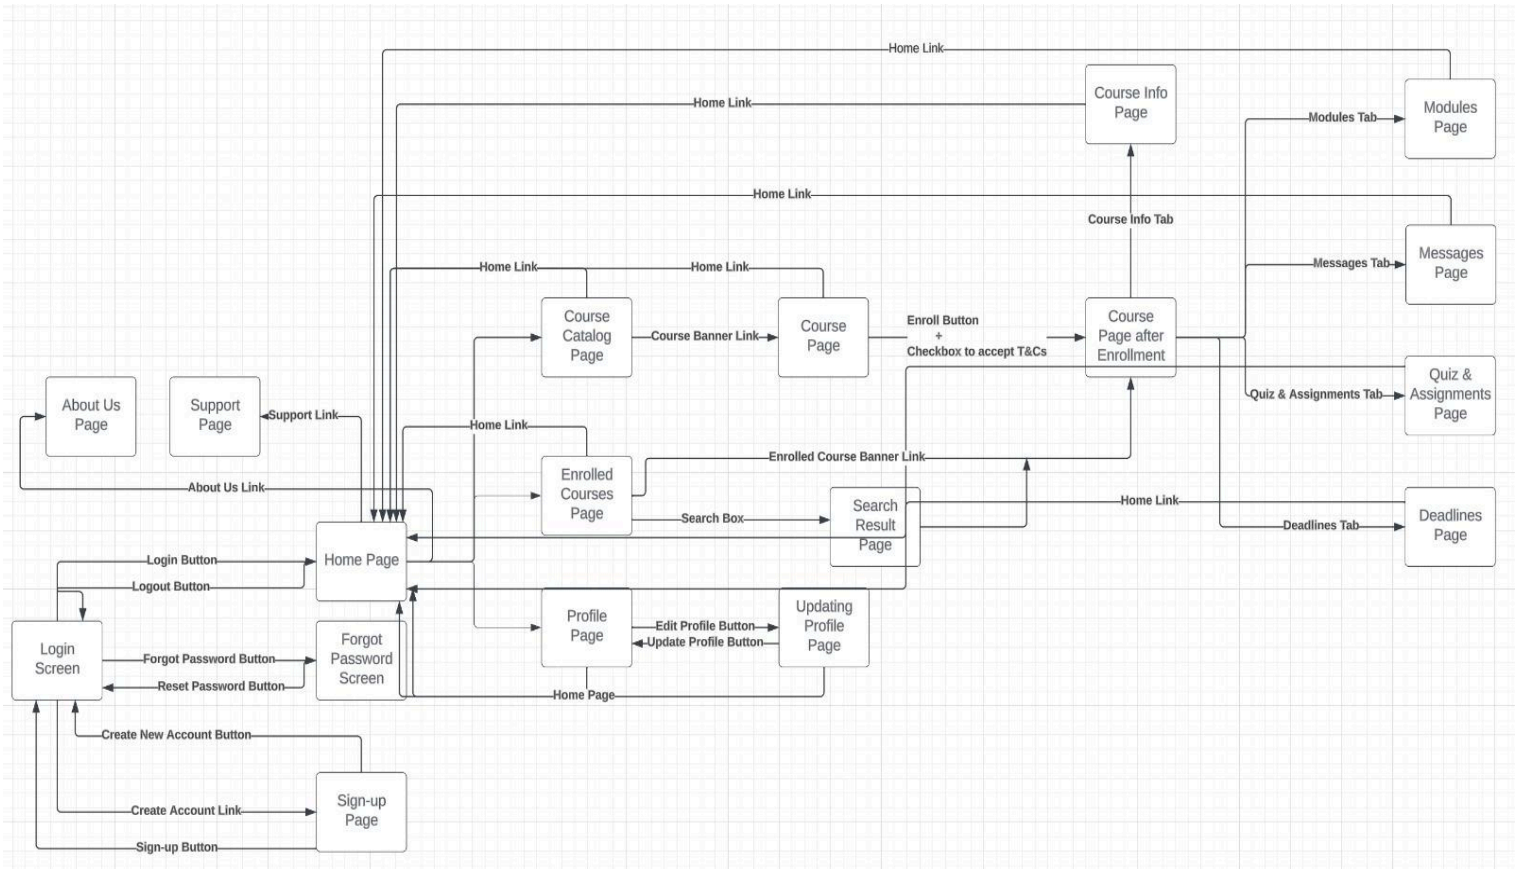 Home Link
Course Info
Page
Modules
Page
Home Link
Modules Tab
Home Link
Course Info Tab
Messages
Page
Messages Tab
Home Link
Home Link
Course
Catalog
Page
Course Banner Link
Course
Page
Enroll Button
+
Checkbox to accept T&Cs
Course
Page after
Enrollment
Quiz &
Assignments
Page
Quiz & Assignments Tab
About Us
Page
Support
Page
Support Link
Home Link
Enrolled Course Banner Link
Enrolled
Courses
Page
About Us Link
Search Box
Search
Result
Page
Home Link
Deadlines Tab
Deadlines
Page
Home Page
Login Button
Logout Button
Login
Screen
Forgot Password Button
Reset Password Button
Forgot
Password
Screen
Profile
Page
Edit Profile Button
Update Profile Button
Updating
Profile
Page
Home Page
Create New Account Button
Create Account Link
Sign-up
Page
Sign-up Button